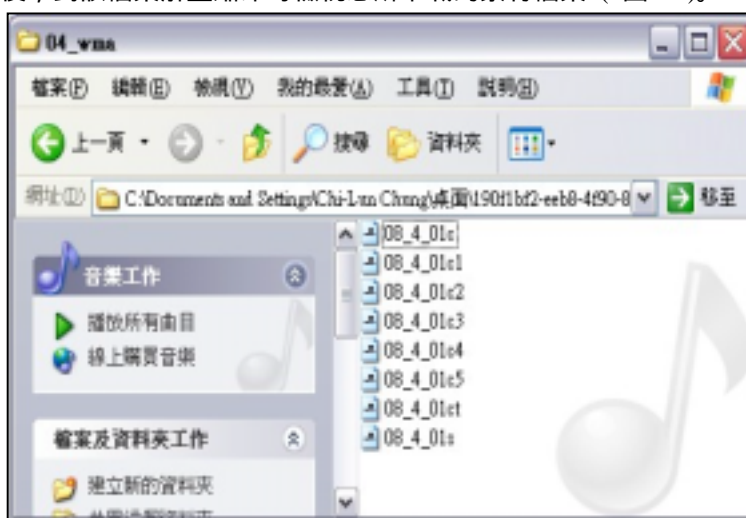 04_wma
檔案(F) 編輯(E) 檢視(V) 我的最愛(A) 工具(T) 說明(H)
上一頁 搜尋 資料夾
網址(D) C:\Documents and Settings\Chi-Lun Chung\桌面\190f1bf2-eeb8-4f90-8 移至
音樂工作
播放所有曲目
線上購買音樂
檔案及資料夾工作
建立新的資料夾
08_4_01c
08_4_01c1
08_4_01c2
08_4_01c3
08_4_01c4
08_4_01c5
08_4_01ct
08_4_01s